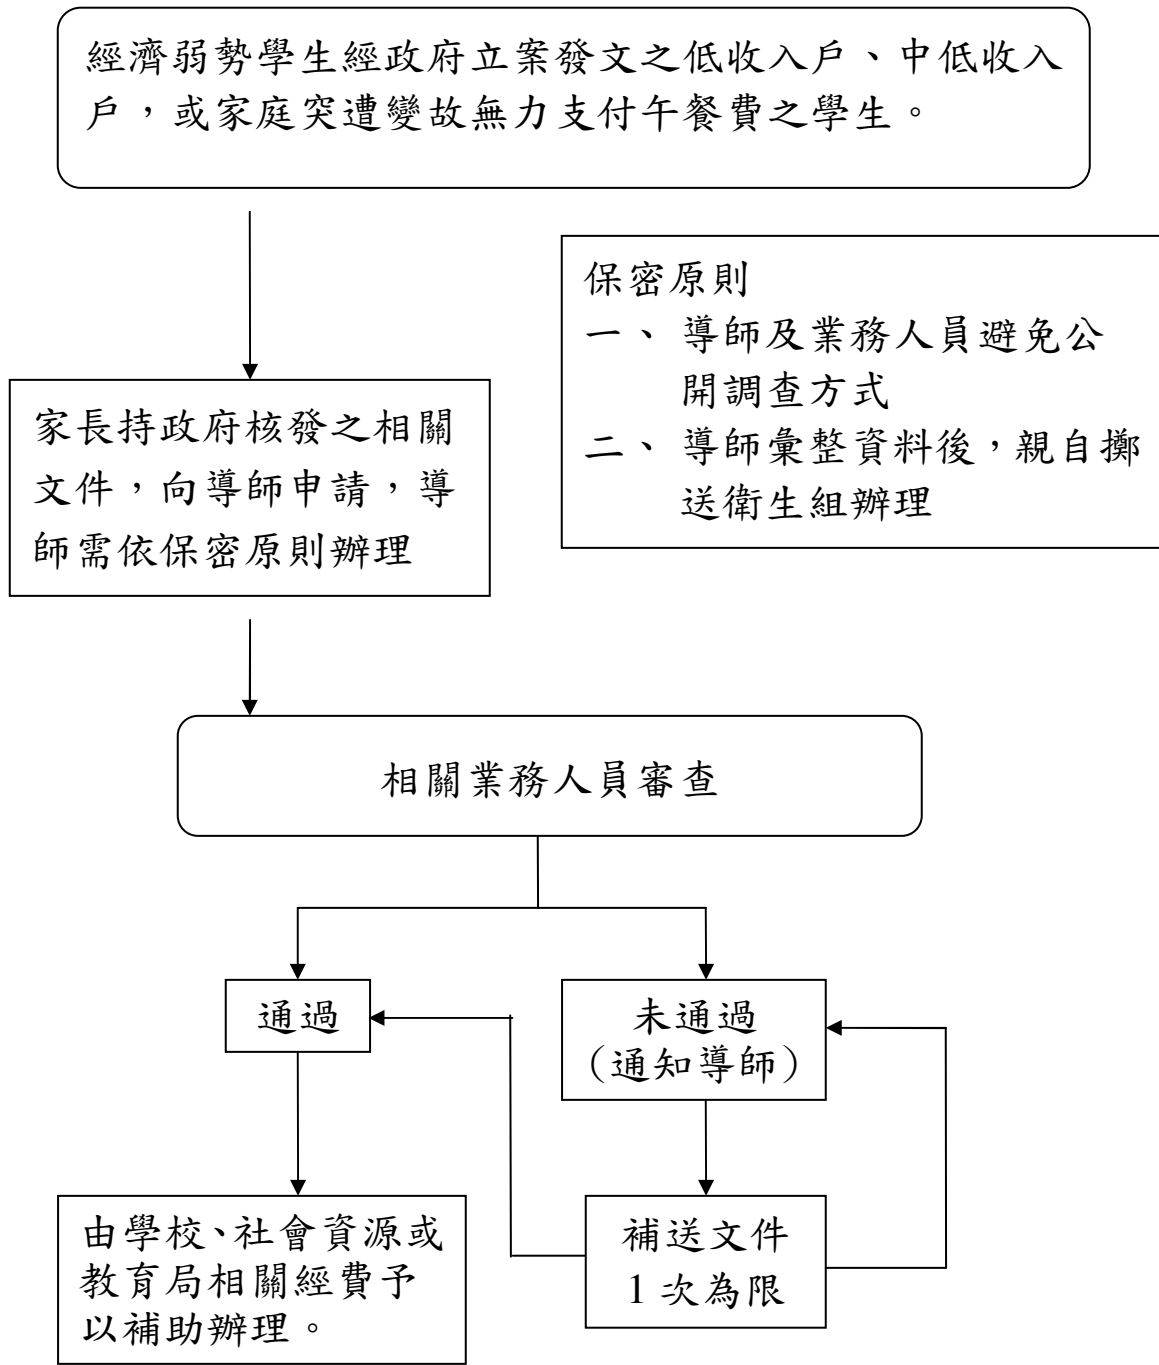 經濟弱勢學生經政府立案發文之低收入戶、中低收入
戶，或家庭突遭變故無力支付午餐費之學生。
保密原則
一、 導師及業務人員避免公
開調查方式
二、 導師彙整資料後，親自擲
送衛生組辦理
家長持政府核發之相關
文件，向導師申請，導
師需依保密原則辦理
相關業務人員審查
通過
未通過
(通知導師)
由學校、社會資源或
教育局相關經費予
以補助辦理。
補送文件
1 次為限